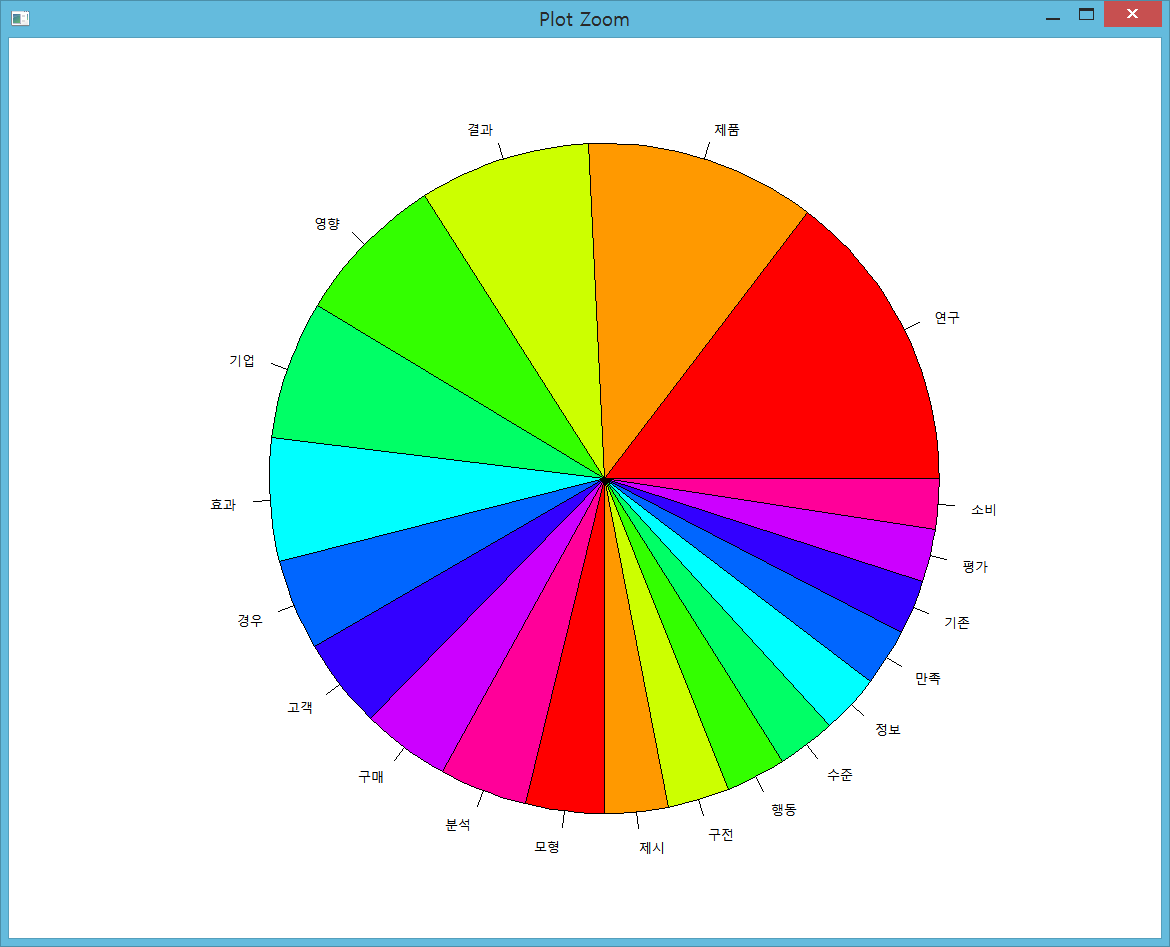 Plot Zoom
결과
제품
영향
연구
기업
효과
소비
평가
경우
기존
만족
고객
정보
구매
수준
분석
행동
구전
모형
제시